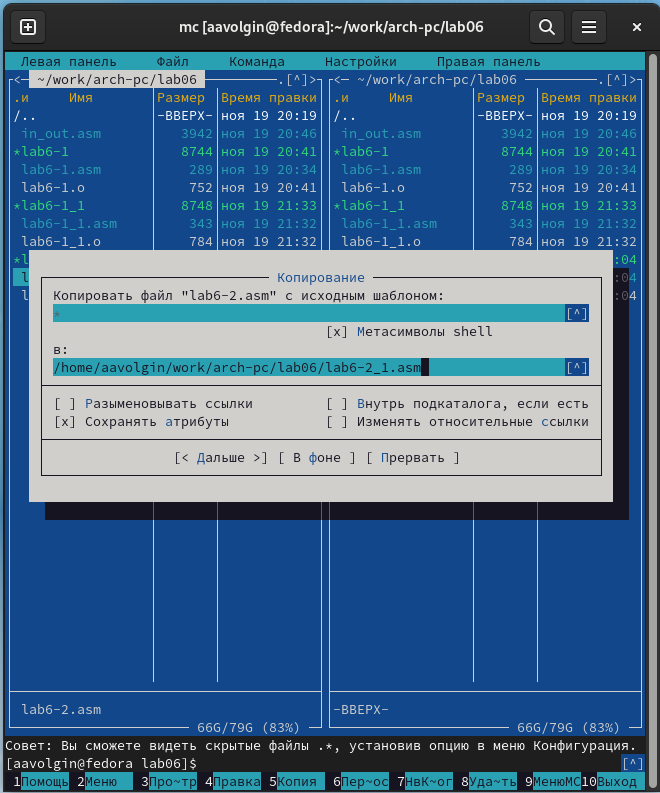 mc [aavolgin@fedora]:~/work/arch-pc/lab06
Левая панель Файл Команда Настройки Правая панель
<— ~/work/arch-pc/lab06 .[^]> <— ~/work/arch-pc/lab06 .[^]>
.и Имя Размер Время правки .и Имя Размер Время правки
/.. -ВВЕРХ- ноя 19 20:19 /.. -ВВЕРХ- ноя 19 20:19
in_out.asm 3942 ноя 19 20:46 in_out.asm 3942 ноя 19 20:46
*lab6-1 8744 ноя 19 20:41 *lab6-1 8744 ноя 19 20:41
lab6-1.asm 289 ноя 19 20:34 lab6-1.asm 289 ноя 19 20:34
lab6-1.o 752 ноя 19 20:41 lab6-1.o 752 ноя 19 20:41
*lab6-1_1 8748 ноя 19 21:33 *lab6-1_1 8748 ноя 19 21:33
lab6-1_1.asm 343 ноя 19 21:32 lab6-1_1.asm 343 ноя 19 21:32
lab6-1_1.o 784 ноя 19 21:32 lab6-1_1.o 784 ноя 19 21:32
*l :04
l :04
l :04
Копирование
Копировать файл "lab6-2.asm" с исходным шаблоном:
* [^]
[x] Метасимволы shell
в:
/home/aavolgin/work/arch-pc/lab06/lab6-2_1.asm [^]
[ ] Разыменовывать ссылки [ ] Внутрь подкаталога, если есть
[x] Сохранять атрибуты [ ] Изменять относительные ссылки
[< Дальше >] [ В фоне ] [ Прервать ]
lab6-2.asm -ВВЕРХ-
66G/79G (83%) 66G/79G (83%)
Совет: Вы сможете видеть скрытые файлы .*, установив опцию в меню Конфигурация.
[aavolgin@fedora lab06]$ [^]
1Помощь 2Меню 3Про~тр 4Правка 5Копия 6Пер~ос 7НвК~ог 8Уда~ть 9МенюМС 10Выход